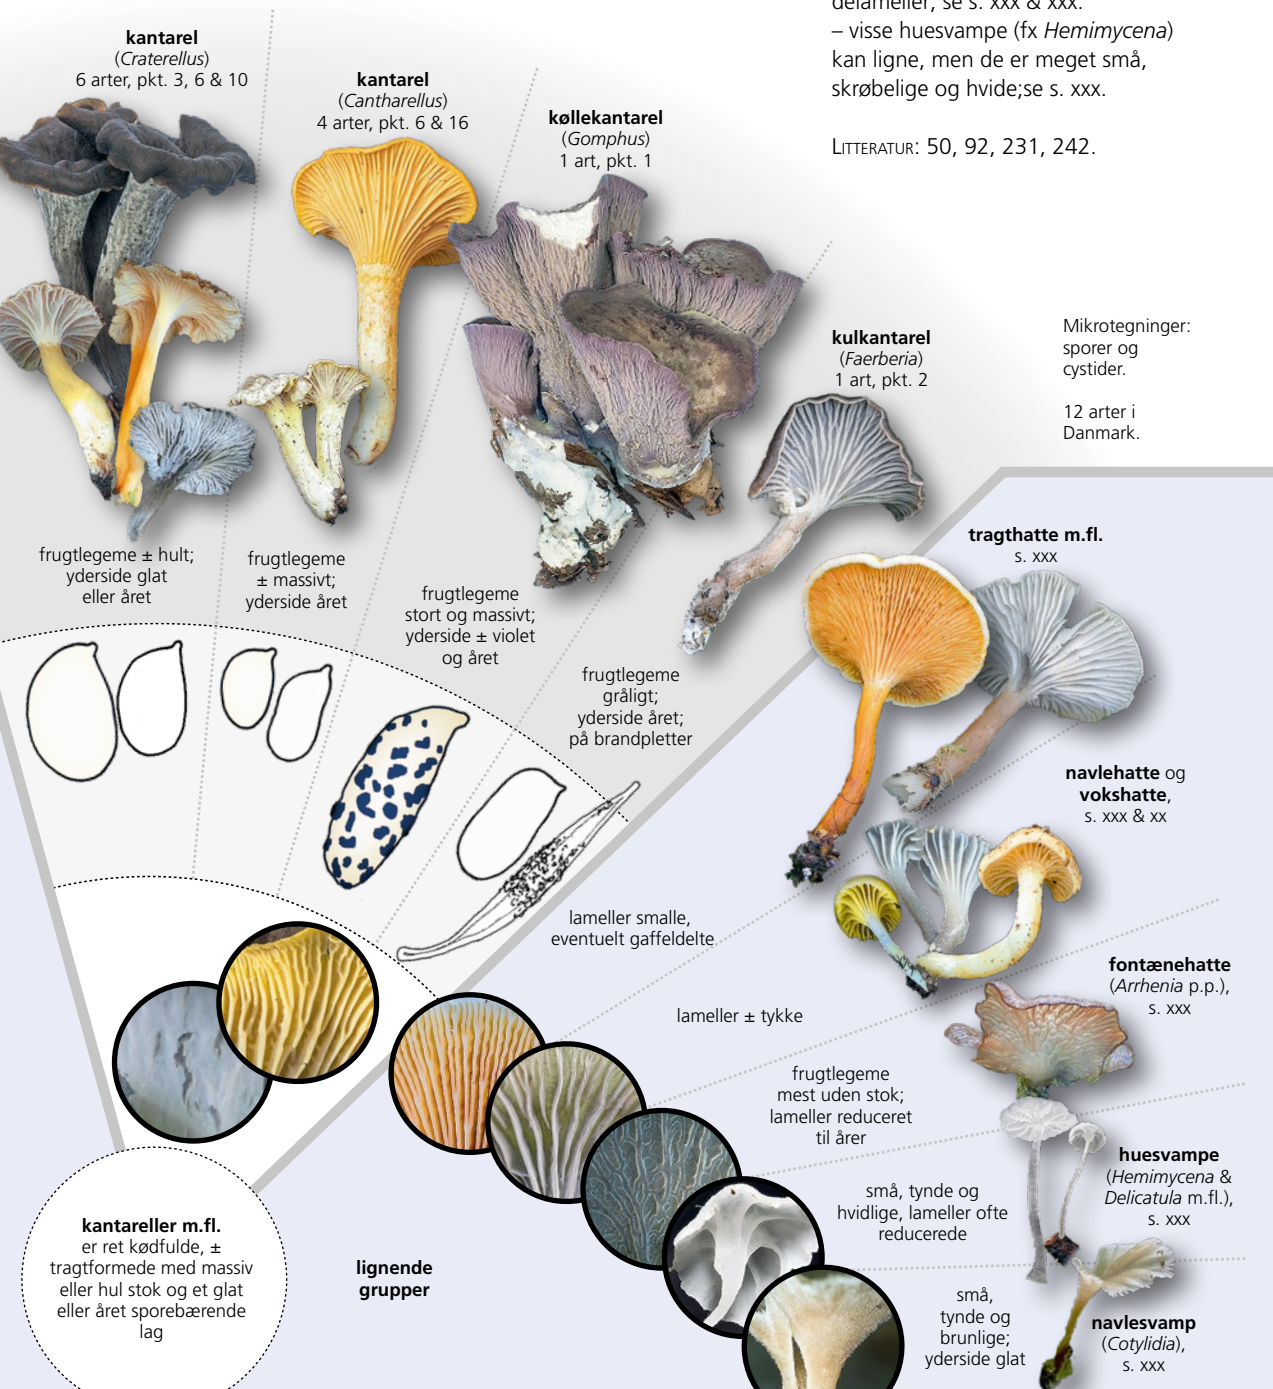 delameller, se s. xxx & xxx.
– visse huesvampe (fx Hemimycena)
kan ligne, men de er meget små,
skrøbelige og hvide;se s. xxx.
LITTERATUR: 50, 92, 231, 242.
kantarel
(Craterellus)
6 arter, pkt. 3, 6 & 10
kantarel
(Cantharellus)
4 arter, pkt. 6 & 16
køllekantarel
(Gomphus)
1 art, pkt. 1
kulkantarel
(Faerberia)
1 art, pkt. 2
Mikrotegninger:
sporer og
cystider.
12 arter i
Danmark.
frugtlegeme ± hult;
yderside glat
eller året
frugtlegeme
± massivt;
yderside året
frugtlegeme
stort og massivt;
yderside ± violet
og året
frugtlegeme
gråligt;
yderside året;
på brandpletter
tragthatte m.fl.
s. xxx
navlehatte og
vokshatte,
s. xxx & xx
lameller smalle,
eventuelt gaffeldelte
lameller ± tykke
fontænehatte
(Arrhenia p.p.),
s. xxx
frugtlegeme
mest uden stok;
lameller reduceret
til årer
huesvampe
(Hemimycena &
Delicatula m.fl.),
s. xxx
små, tynde og
hvidlige, lameller ofte
reducerede
navlesvamp
(Cotylidia),
s. xxx
små,
tynde og
brunlige;
yderside glat
kantareller m.fl.
er ret kødfulde, ±
tragtformede med massiv
eller hul stok og et glat
eller året sporebærende
lag
lignende
grupper